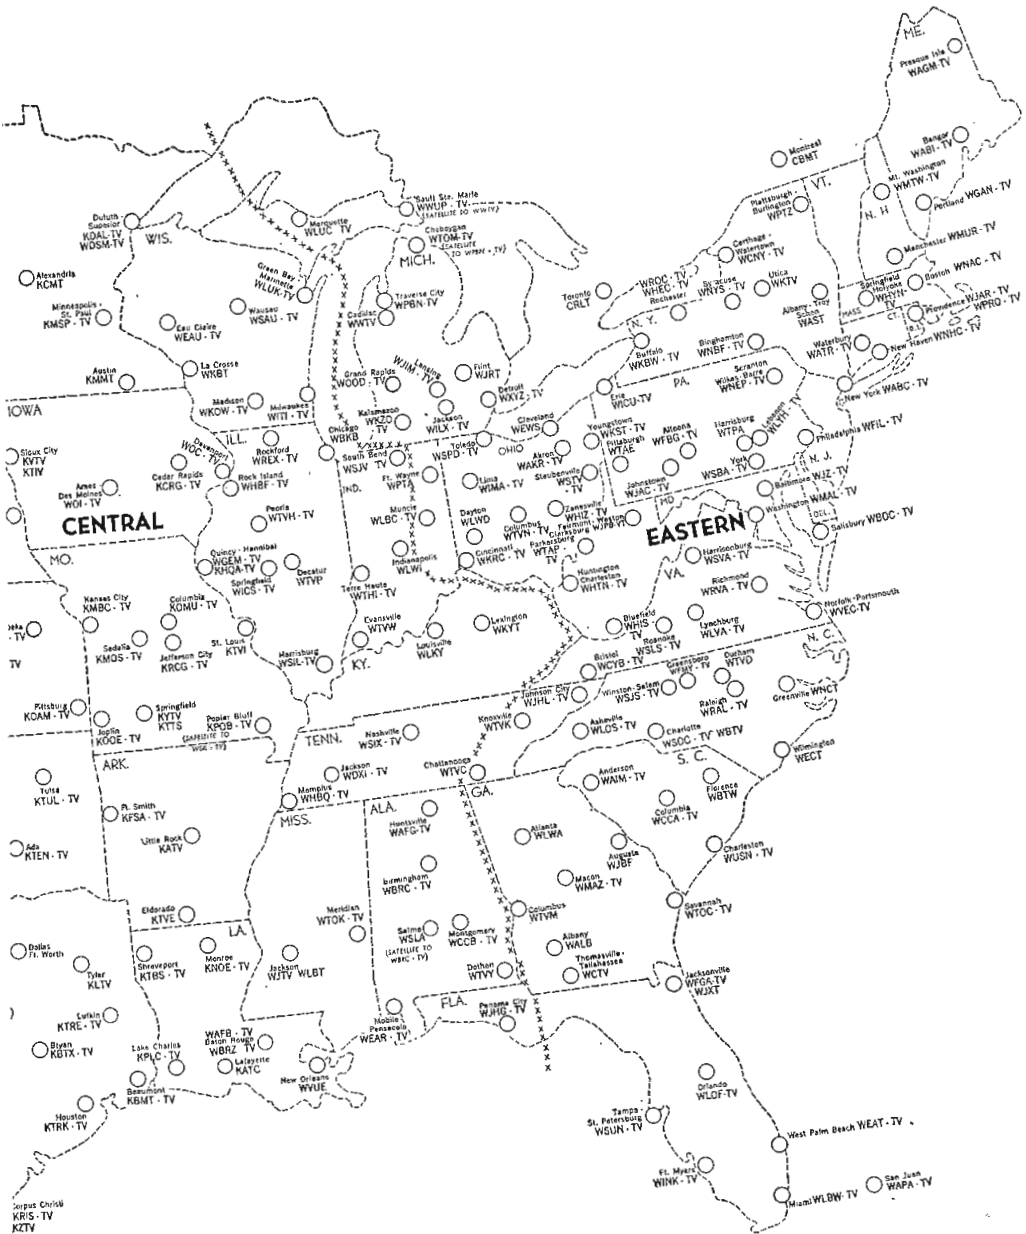 ME.
Presque Isle
WAGM-TV
Bangor
WABI-TV
Montreal
CBMT
Mt. Washington
WMTW-TV
VT.
Plattsburgh-
Burlington
WPTZ
N. H
Portland WGAN-TV
Sault Ste. Marie
WWUP-TV
(SATELLITE TO WWTV)
Duluth
Superior
KDAL-TV
WDSM-TV
WIS.
Marquette
WLUC-TV
Cheboygan
WTOM-TV
(SATELLITE
TO WPBN-TV)
MICH.
Manchester WMUR-TV
Carthage-
Watertown
WCNY-TV
Alexandria
KCMT
Green Bay
Marinette
WLUK-TV
Toronto
CRLT
WROC-TV
WHEC-TV
Rochester
Syracuse
WNYS-TV
Utica
WKTV
Albany-Troy
Schen
WAST
Springfield
Holyoke
WHYN-
TV
Boston WNAC-TV
MASS
Minneapolis-
St. Paul
KMSP-TV
Eau Claire
WEAU-TV
Wausau
WSAU-TV
Traverse City
WPBN-TV
Cadillac
WWTV
N. Y.
CT.
R.I.
Providence WJAR-TV
WPRO-TV
Buffalo
WKBW-TV
Binghamton
WNBF-TV
Waterbury
WATR-TV
New Haven WNHC-TV
Austin
KMMT
La Crosse
WKBT
Grand Rapids
WOOD-TV
Lansing
WJIM-TV
Flint
WJRT
Detroit
WXYZ-TV
Erie
WICU-TV
PA.
Scranton
Wilkes-Barre
WNEP-TV
New York WABC-TV
IOWA
Madison
WKOW-TV
Milwaukee
WITI-TV
Kalamazoo
WKZO
TV
Jackson
WILX-TV
Cleveland
WEWS
Youngstown
WKST-TV
Altoona
WFBG-TV
Harrisburg
WTPA
Lebanon
WLYH-TV
Philadelphia WFIL-TV
ILL.
Chicago
WBKB
Toledo
WSPD-TV
OHIO
Akron
WAKR-TV
Pittsburgh
WTAE
Sioux City
KVTV
KTIV
Davenport
WOC-TV
Rockford
WREX-TV
South Bend
WSJV-TV
Ft. Wayne
WPTA
Lima
WIMA-TV
Steubenville
WSTV
TV
Johnstown
WJAC-TV
York
WSBA-TV
N. J.
Cedar Rapids
KCRG-TV
Rock Island
WHBF-TV
IND.
Baltimore WJZ-TV
Ames
Des Moines
WOI-TV
CENTRAL
Peoria
WTVH-TV
Muncie
WLBC-TV
Dayton
WLWD
Columbus
WTVN-TV
Zanesville
WHIZ-TV
Fairmont-Weston
Clarksburg WJPB-TV
MD
EASTERN
Washington WMAL-TV
DEL.
Salisbury WBOC-TV
MO.
Quincy-Hannibal
WGEM-TV
KHQA-TV
Springfield
WICS-TV
Decatur
WTVP
Indianapolis
WLWI
Cincinnati
WKRC-TV
Parkersburg
WTAP
TV
Harrisonburg
WSVA-TV
VA.
Terre Haute
WTHI-TV
Huntington
Charleston
WHTN-TV
Richmond
WRVA-TV
Kansas City
KMBC-TV
Columbia
KOMU-TV
Norfolk-Portsmouth
WVEC-TV
eka
-TV
Sedalia
KMOS-TV
Jefferson City
KRCG-TV
St. Louis
KTVI
Evansville
WTVW
Louisville
WLKY
Lexington
WKYT
Bluefield
WHIS-
TV
Roanoke
WSLS-TV
Lynchburg
WLVA-TV
N. C.
TV
Harrisburg
WSIL-TV
KY.
Bristol
WCYB-TV
Johnson City
WJHL-TV
Greensboro
WFMY-TV
Durham
WTVD
Winston-Salem
WSJS-TV
Raleigh
WRAL-TV
Greenville WNCT
Pittsburg
KOAM-TV
Joplin
KODE-TV
Springfield
KYTV
KTTS
Poplar Bluff
KPOB-TV
(SATELLITE TO
WSIL-TV)
TENN.
Nashville
WSIX-TV
Knoxville
WTVK
Asheville
WLOS-TV
Charlotte
WSOC-TV WBTV
Wilmington
WECT
ARK.
Jackson
WDXI-TV
Chattanooga
WTVC
S. C.
Tulsa
KTUL-TV
Memphis
WHBQ-TV
GA.
Anderson
WAIM-TV
Florence
WBTW
Ft. Smith
KFSA-TV
MISS.
ALA.
Huntsville
WAFG-TV
Columbia
WCCA-TV
Ada
KTEN-TV
Little Rock
KATV
Atlanta
WLWA
Augusta
WJBF
Charleston
WUSN-TV
Birmingham
WBRC-TV
Macon
WMAZ-TV
Eldorado
KTVE
LA.
Meridian
WTOK-TV
Columbus
WTVM
Savannah
WTOC-TV
Selma
WSLA
(SATELLITE TO
WBRC-TV)
Montgomery
WCCB-TV
Albany
WALB
Dallas
Ft. Worth
Tyler
KLTV
Shreveport
KTBS-TV
Monroe
KNOE-TV
Jackson
WJTV WLBT
Dothan
WTVY
Thomasville-
Tallahassee
WCTV
Jacksonville
WFGA-TV
WJXT
Lufkin
KTRE-TV
FLA.
Panama City
WJHG-TV
Mobile
Pensacola
WEAR-TV
Bryan
KBTX-TV
Lake Charles
KPLC-TV
WAFB-TV
Baton Rouge
WBRZ TV
Lafayette
KATC
New Orleans
WVUE
Beaumont
KBMT-TV
Orlando
WLOF-TV
Houston
KTRK-TV
Tampa-
St. Petersburg
WSUN-TV
West Palm Beach WEAT-TV
Ft. Myers
WINK-TV
Miami WLBW-TV
San Juan
WAPA-TV
orpus Christi
KRIS-TV
KZTV